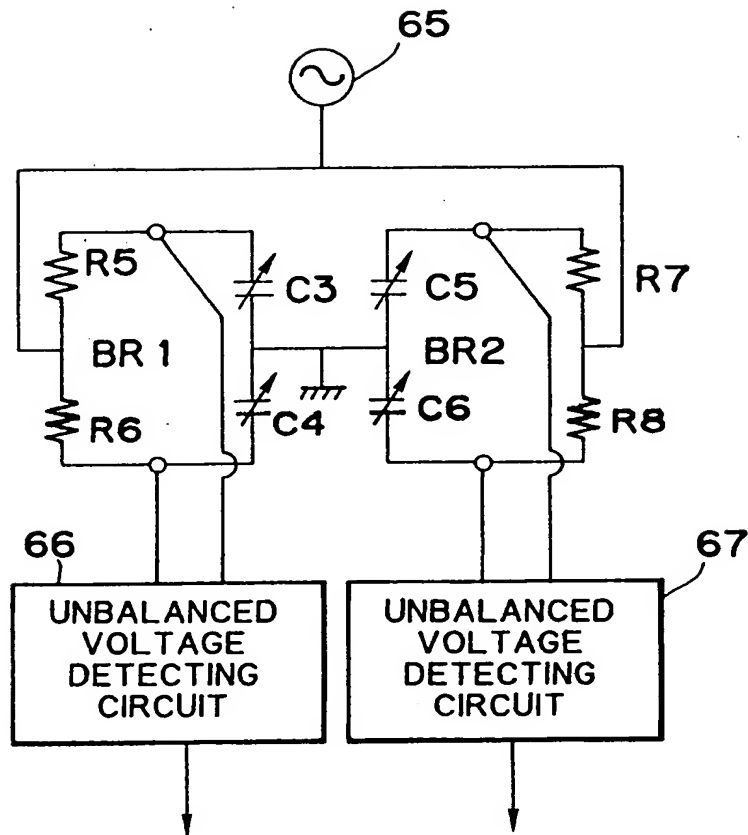 65
R5
C3
C5
R7
BR 1
BR2
R6
C4
C6
R8
66
67
UNBALANCED
VOLTAGE
DETECTING
CIRCUIT
UNBALANCED
VOLTAGE
DETECTING
CIRCUIT